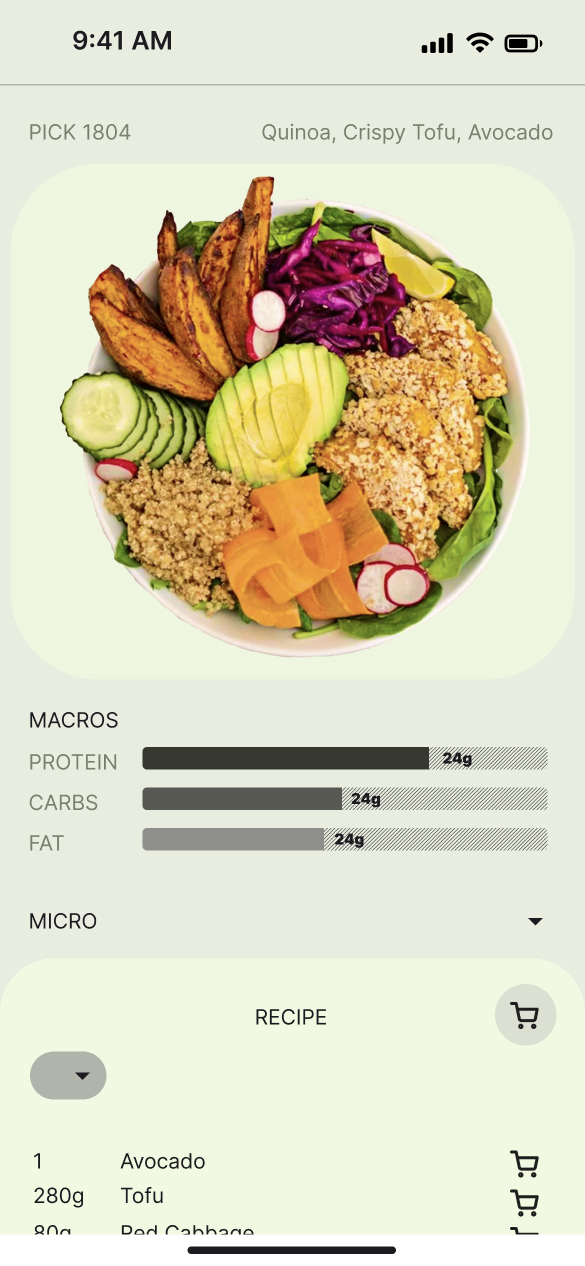 9:41 AM
PICK 1804 Quinoa, Crispy Tofu, Avocado
MACROS
PROTEIN 24g
CARBS 24g
FAT 24g
MICRO
RECIPE
1 Avocado
280g Tofu
80g Red Cabbage